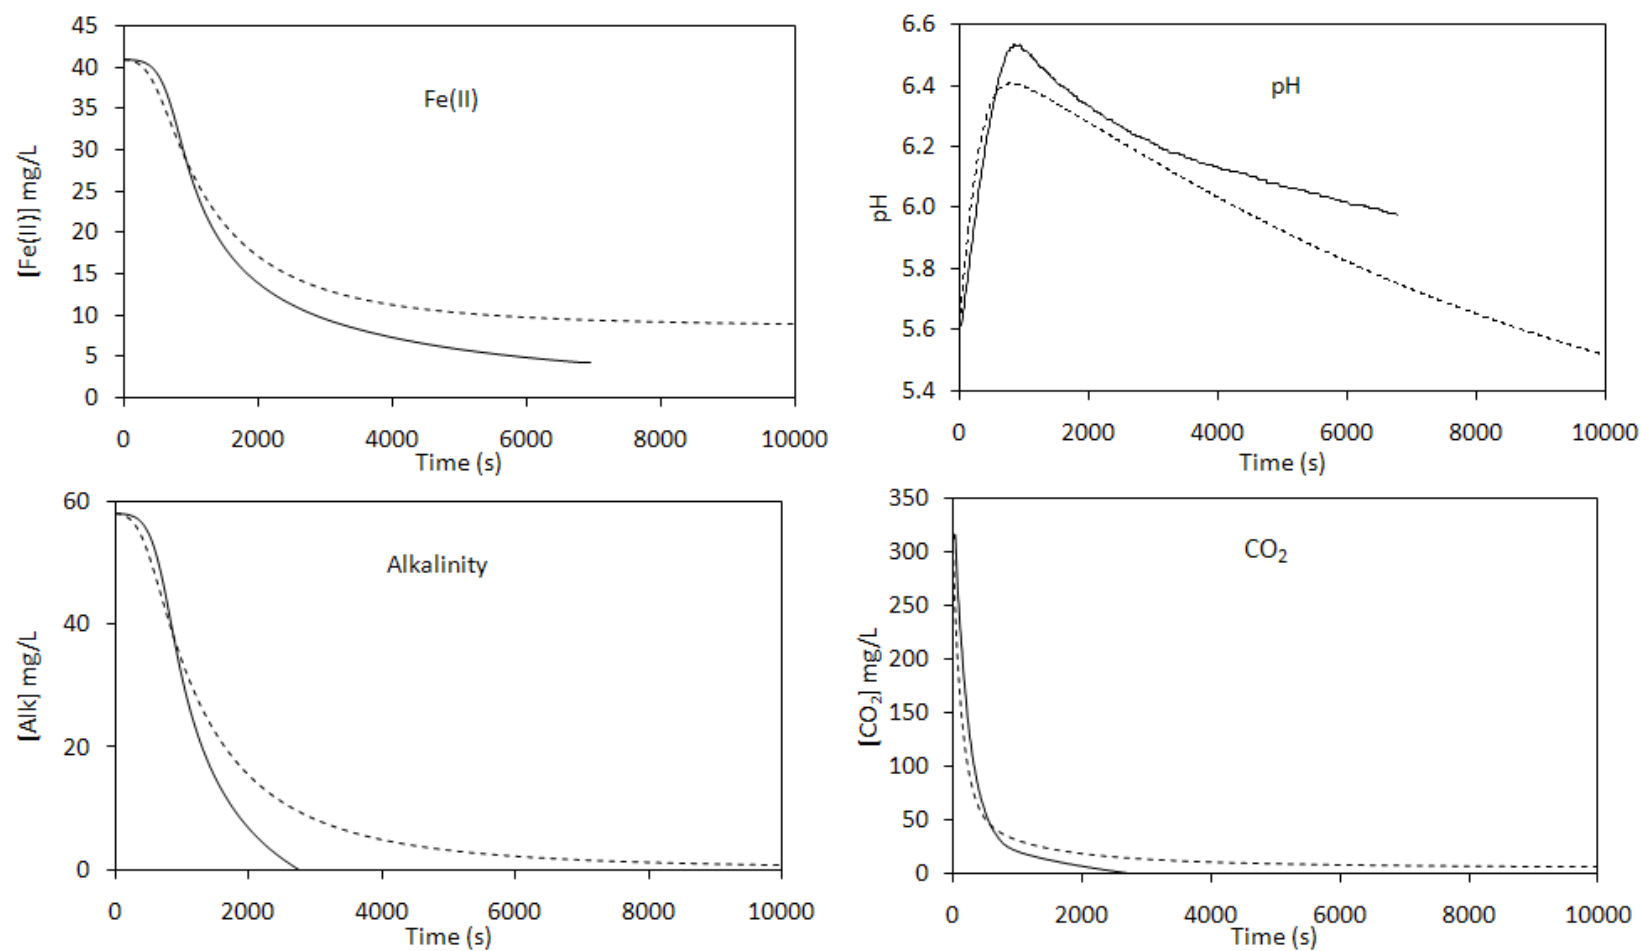 Fe(II)
[Fe(II)] mg/L
45
40
35
30
25
20
15
10
5
0
0 2000 4000 6000 8000 10000
Time (s)
pH
pH
6.6
6.4
6.2
6.0
5.8
5.6
5.4
0 2000 4000 6000 8000 10000
Time (s)
Alkalinity
[Alk] mg/L
60
40
20
0
0 2000 4000 6000 8000 10000
Time (s)
CO2
[CO2] mg/L
350
300
250
200
150
100
50
0
0 2000 4000 6000 8000 10000
Time (s)